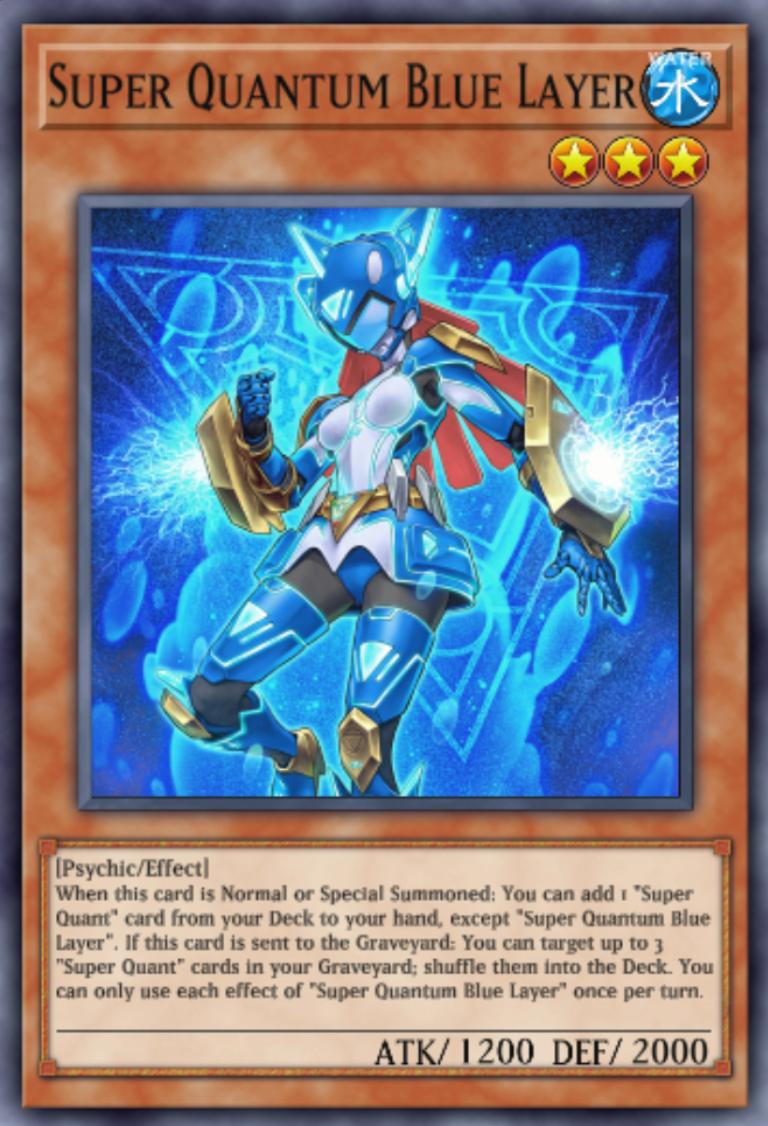 SUPER QUANTUM BLUE LAYER
WATER
水
[Psychic/Effect]
When this card is Normal or Special Summoned: You can add 1 "Super
Quant" card from your Deck to your hand, except "Super Quantum Blue
Layer". If this card is sent to the Graveyard: You can target up to 3
"Super Quant" cards in your Graveyard; shuffle them into the Deck. You
can only use each effect of "Super Quantum Blue Layer" once per turn.
ATK/ 1200 DEF/ 2000